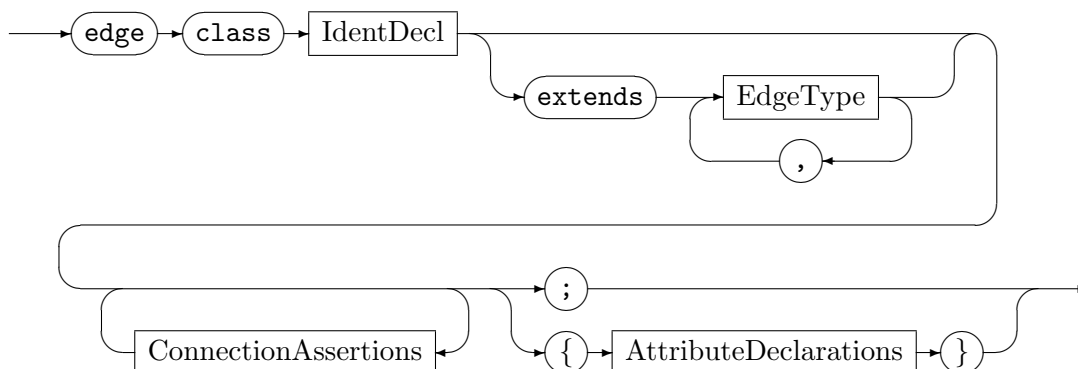 edge class IdentDecl
extends EdgeType
,
;
ConnectionAssertions { AttributeDeclarations }